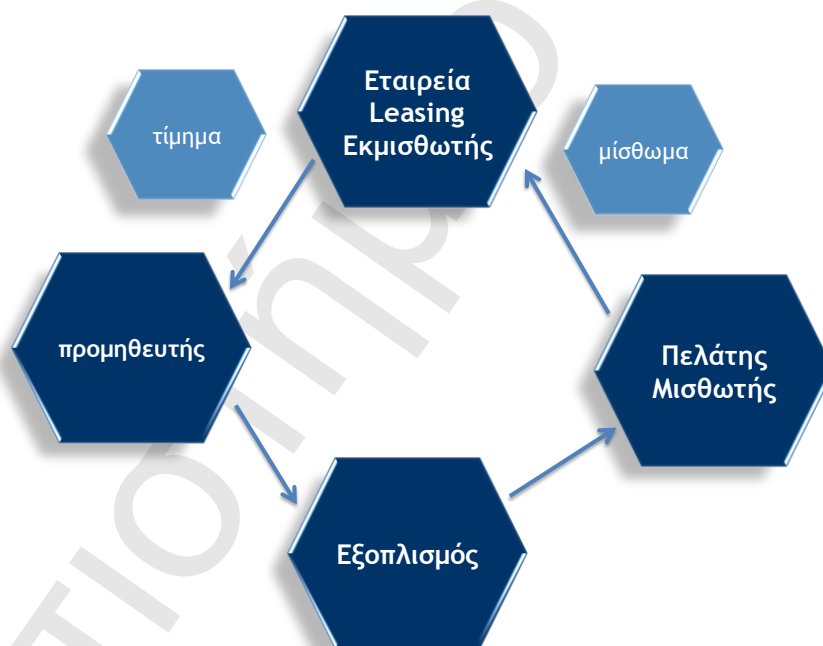 Εταιρεία
Leasing
Εκμισθωτής
τίμημα
μίσθωμα
προμηθευτής
Πελάτης
Μισθωτής
Εξοπλισμός